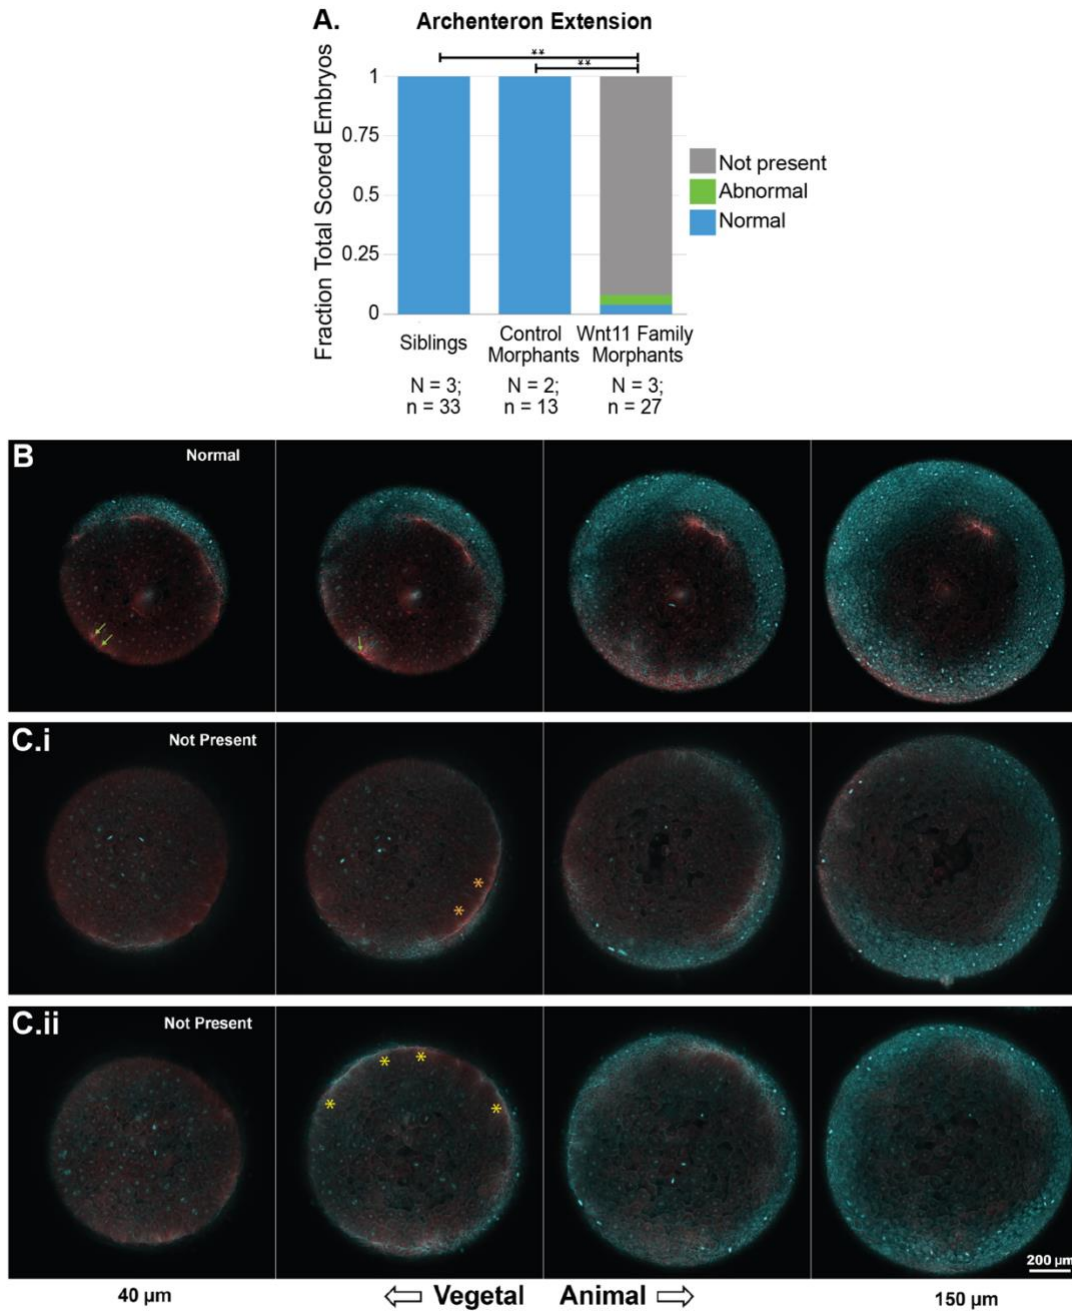 A.
Archenteron Extension
**
**
Fraction Total Scored Embryos
1
0.75
0.5
0.25
0
Not present
Abnormal
Normal
Siblings
Control
Morphants
Wnt11 Family
Morphants
N = 3;
n = 33
N = 2;
n = 13
N = 3;
n = 27
B
Normal
C.i
Not Present
*
*
C.ii
Not Present
*
*
*
*
200 µm
40 µm
Vegetal
Animal
150 µm